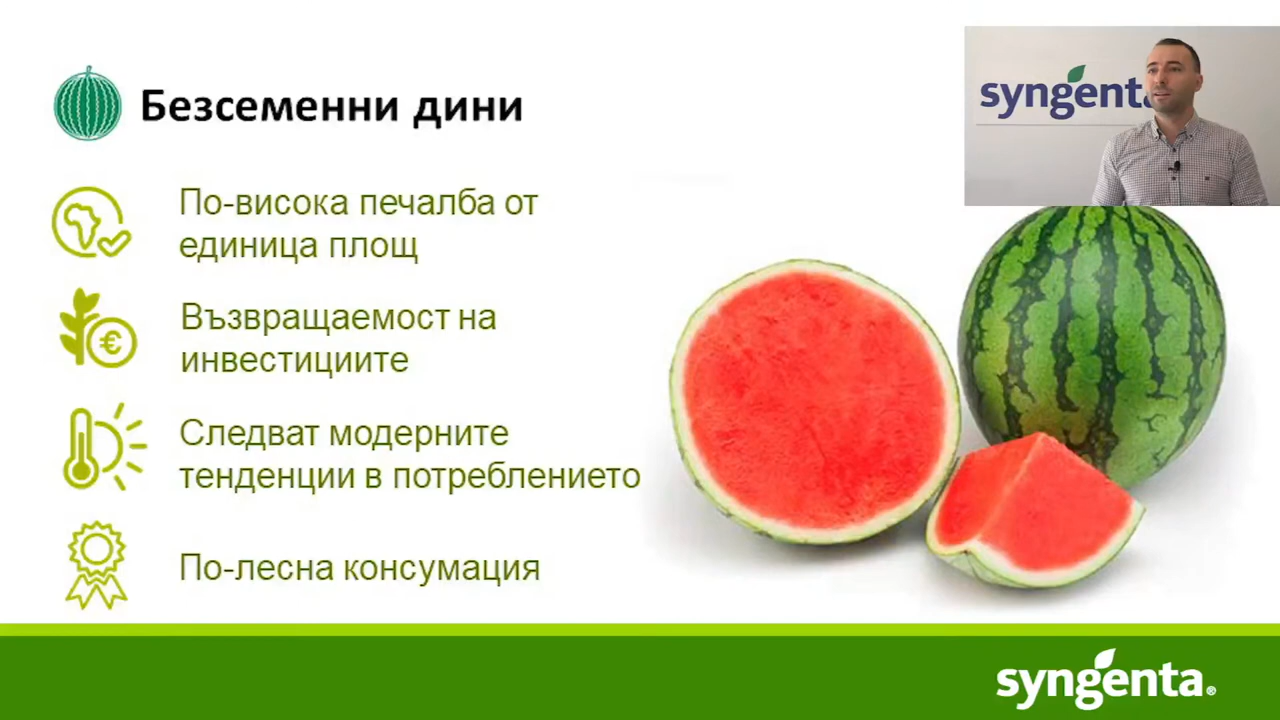 Безсеменни дини
syngenta
По-висока печалба от
единица площ
Възвращаемост на
инвестициите
Следват модерните
тенденции в потреблението
По-лесна консумация
syngenta®